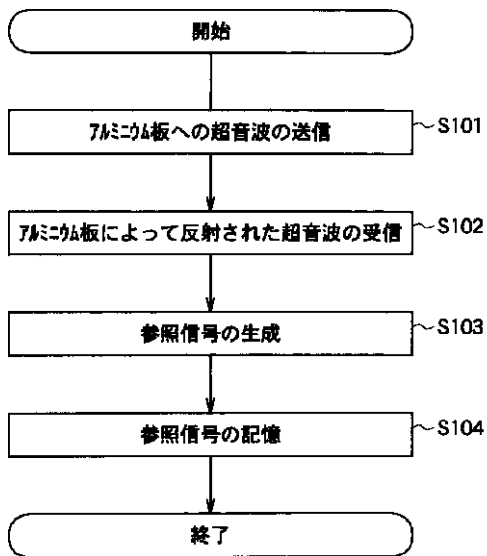 開始
アルミニウム板への超音波の送信
S101
アルミニウム板によって反射された超音波の受信
S102
参照信号の生成
S103
参照信号の記憶
S104
終了